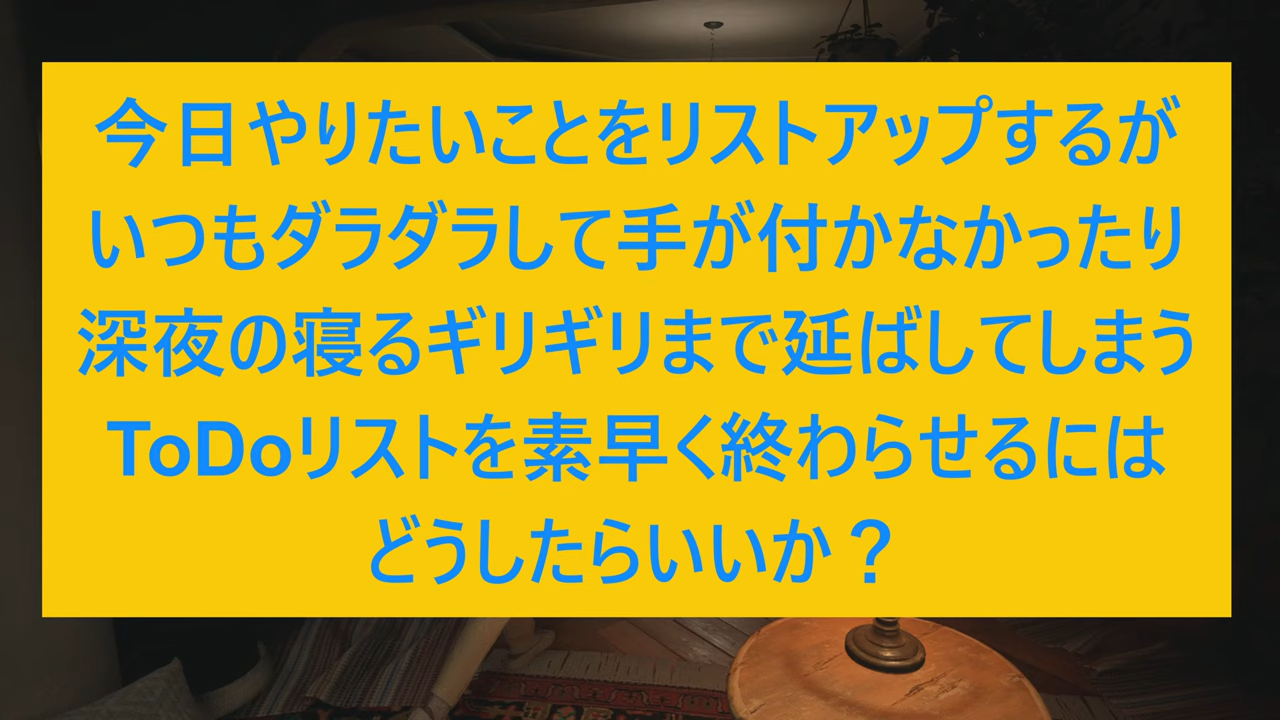 今日やりたいことをリストアップするが
いつもダラダラして手が付かなかったり
深夜の寝るギリギリまで延ばしてしまう
ToDoリストを素早く終わらせるには
どうしたらいいか？